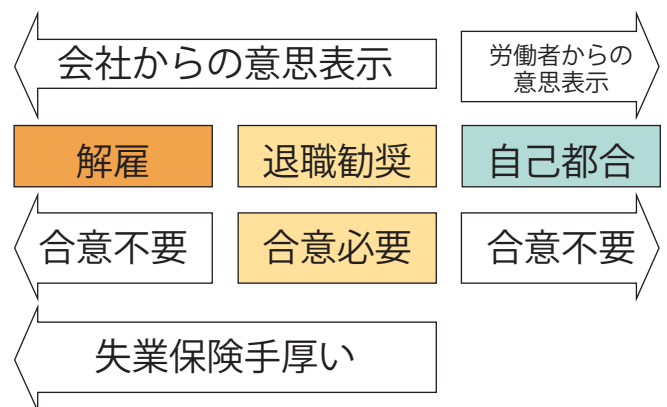 会社からの意思表示
労働者からの
意思表示
解雇
退職勧奨
自己都合
合意不要
合意必要
合意不要
失業保険手厚い